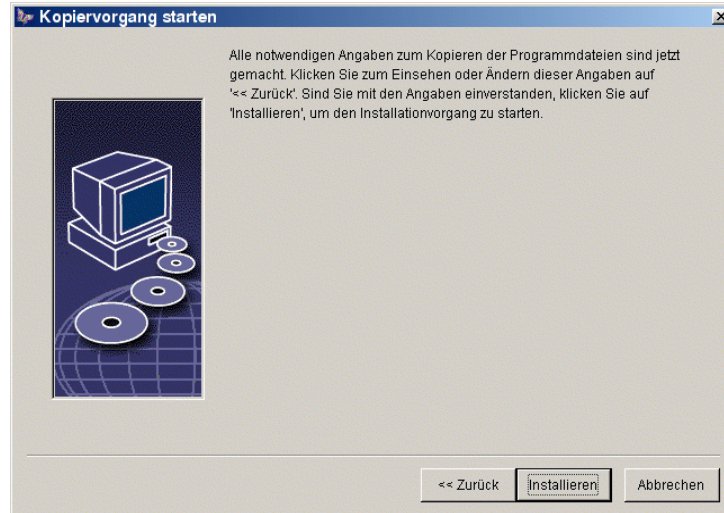 Kopiervorgang starten
Alle notwendigen Angaben zum Kopieren der Programmdateien sind jetzt
gemacht. Klicken Sie zum Einsehen oder Ändern dieser Angaben auf
'<< Zurück'. Sind Sie mit den Angaben einverstanden, klicken Sie auf
'Installieren', um den Installationvorgang zu starten.
<< Zurück
Installieren
Abbrechen